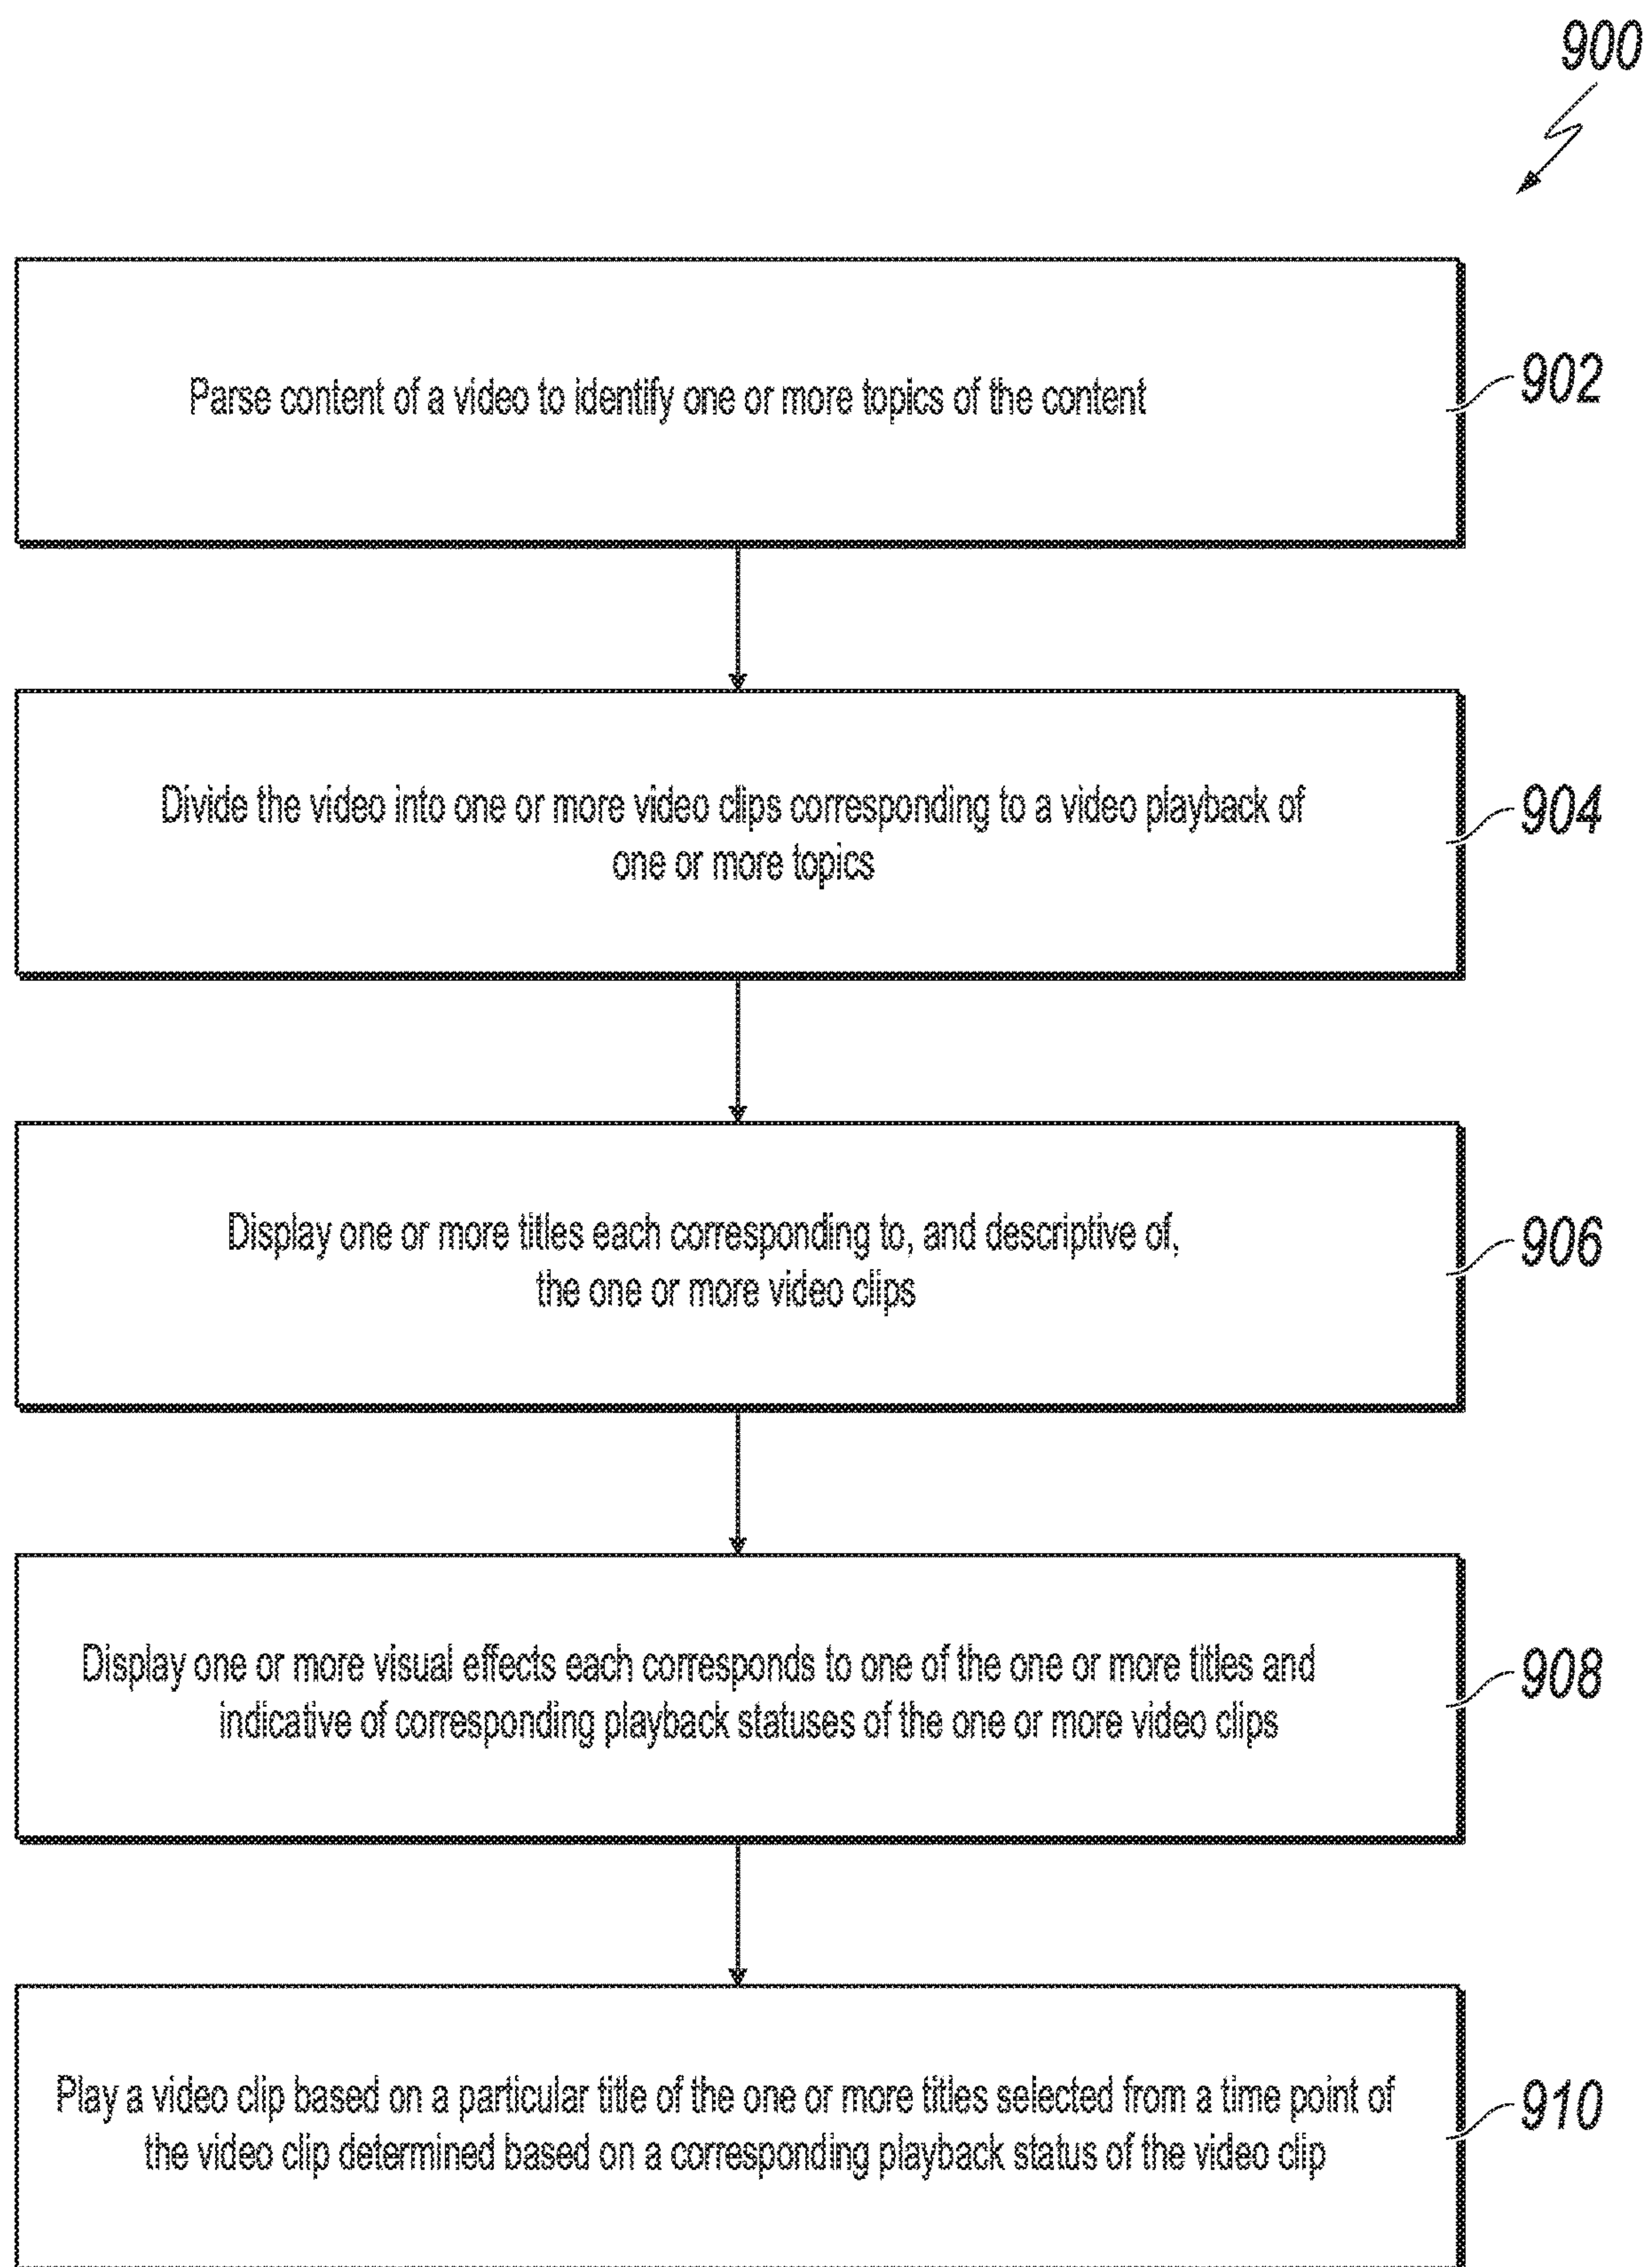 900
Parse content of a video to identify one or more topics of the content
902
Divide the video into one or more video clips corresponding to a video playback of
one or more topics
904
Display one or more titles each corresponding to, and descriptive of,
the one or more video clips
906
Display one or more visual effects each corresponds to one of the one or more titles and
indicative of corresponding playback statuses of the one or more video clips
908
Play a video clip based on a particular title of the one or more titles selected from a time point of
the video clip determined based on a corresponding playback status of the video clip
910